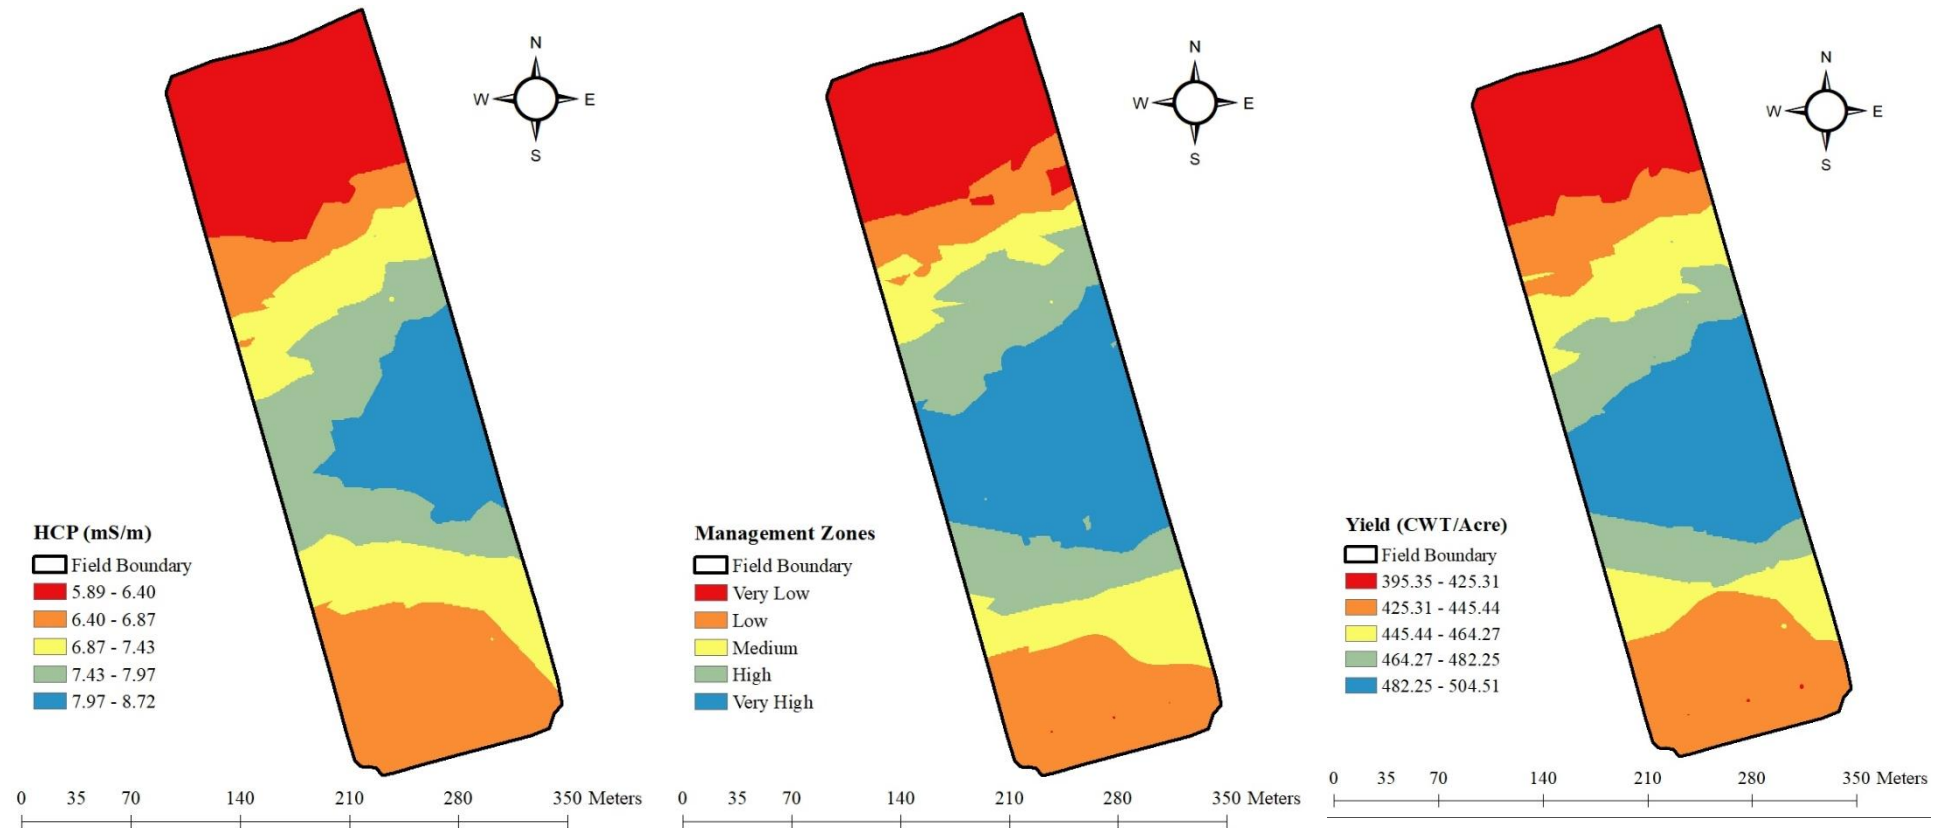 N
W E
S
HCP (mS/m)
Field Boundary
5.89 - 6.40
6.40 - 6.87
6.87 - 7.43
7.43 - 7.97
7.97 - 8.72
0 35 70 140 210 280 350 Meters
N
W E
S
Management Zones
Field Boundary
Very Low
Low
Medium
High
Very High
0 35 70 140 210 280 350 Meters
N
W E
S
Yield (CWT/Acre)
Field Boundary
395.35 - 425.31
425.31 - 445.44
445.44 - 464.27
464.27 - 482.25
482.25 - 504.51
0 35 70 140 210 280 350 Meters